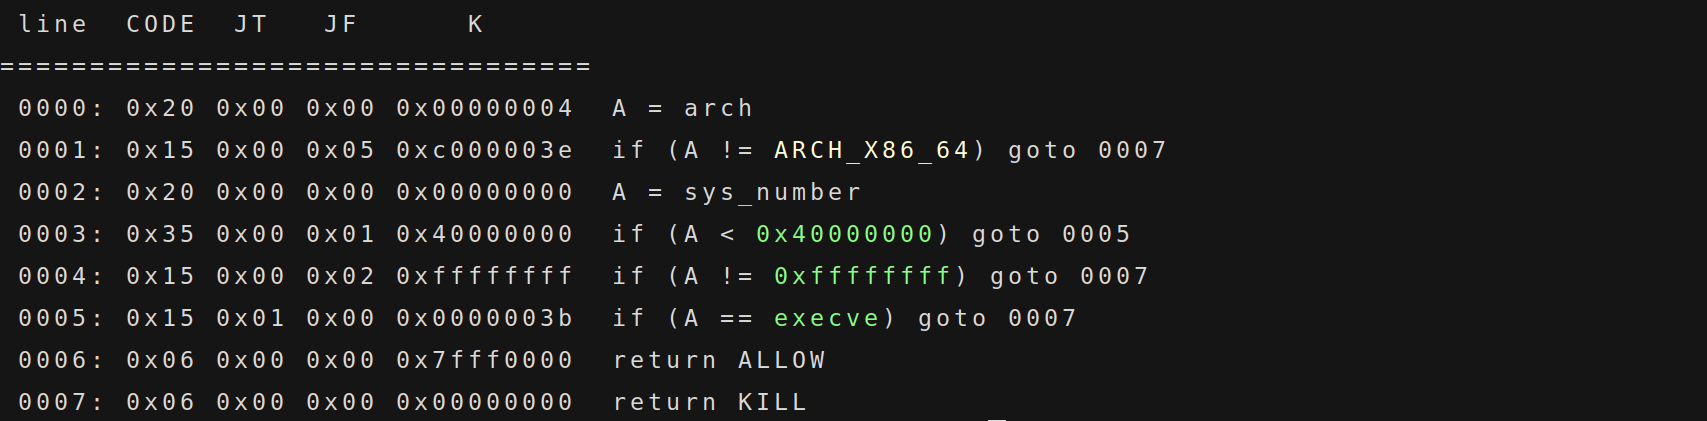 line CODE JT JF K
=================================
0000: 0x20 0x00 0x00 0x00000004 A = arch
0001: 0x15 0x00 0x05 0xc000003e if (A != ARCH_X86_64) goto 0007
0002: 0x20 0x00 0x00 0x00000000 A = sys_number
0003: 0x35 0x00 0x01 0x40000000 if (A < 0x40000000) goto 0005
0004: 0x15 0x00 0x02 0xffffffff if (A != 0xffffffff) goto 0007
0005: 0x15 0x01 0x00 0x0000003b if (A == execve) goto 0007
0006: 0x06 0x00 0x00 0x7fff0000 return ALLOW
0007: 0x06 0x00 0x00 0x00000000 return KILL